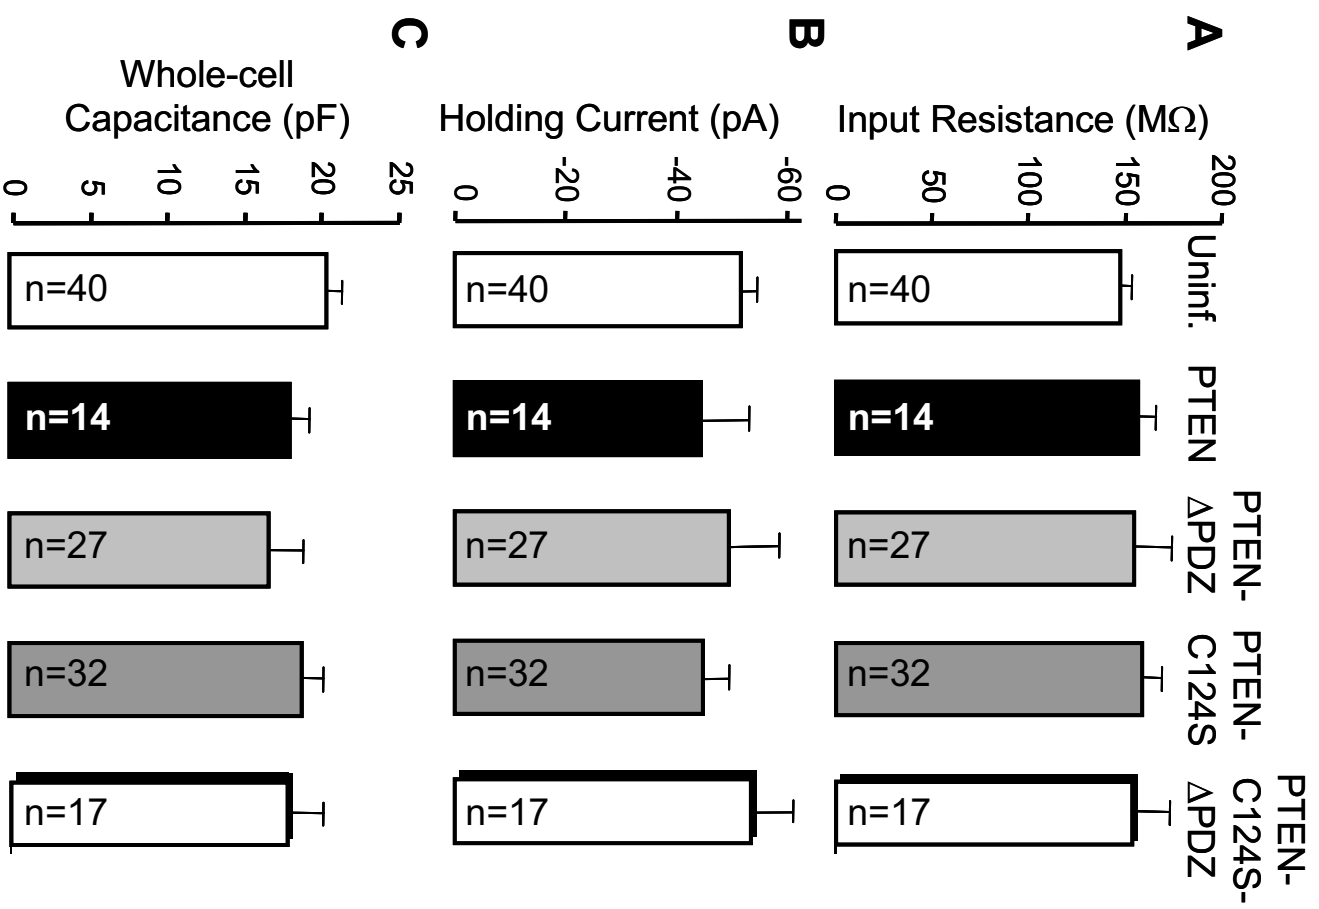 A
Input Resistance (MΩ)
200
150
100
50
0
Uninf.
PTEN
PTEN-
ΔPDZ
PTEN-
C124S
PTEN-
C124S-
ΔPDZ
n=40
n=14
n=27
n=32
n=17
B
Holding Current (pA)
-60
-40
-20
0
n=40
n=14
n=27
n=32
n=17
C
Whole-cell
Capacitance (pF)
25
20
15
10
5
0
n=40
n=14
n=27
n=32
n=17